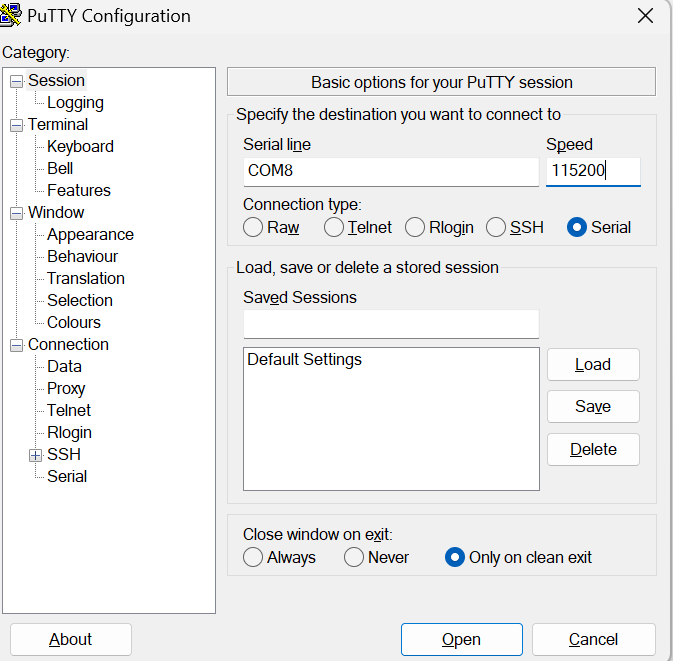 PuTTY Configuration
Category:
Session
Logging
Terminal
Keyboard
Bell
Features
Window
Appearance
Behaviour
Translation
Selection
Colours
Connection
Data
Proxy
Telnet
Rlogin
SSH
Serial
Basic options for your PuTTY session
Specify the destination you want to connect to
Serial line Speed
COM8 115200
Connection type:
Raw Telnet Rlogin SSH Serial
Load, save or delete a stored session
Saved Sessions
Default Settings
Load
Save
Delete
Close window on exit:
Always Never Only on clean exit
About Open Cancel